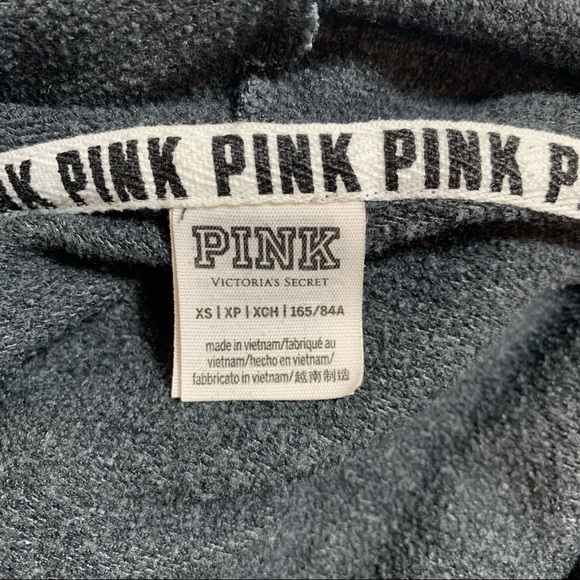 PINK PINK PINK PINK P
PINK
VICTORIA'S SECRET
XS | XP | XCH | 165/84A
made in vietnam/fabriqué au
vietnam/hecho en vietnam/
fabbricato in vietnam/越南制造